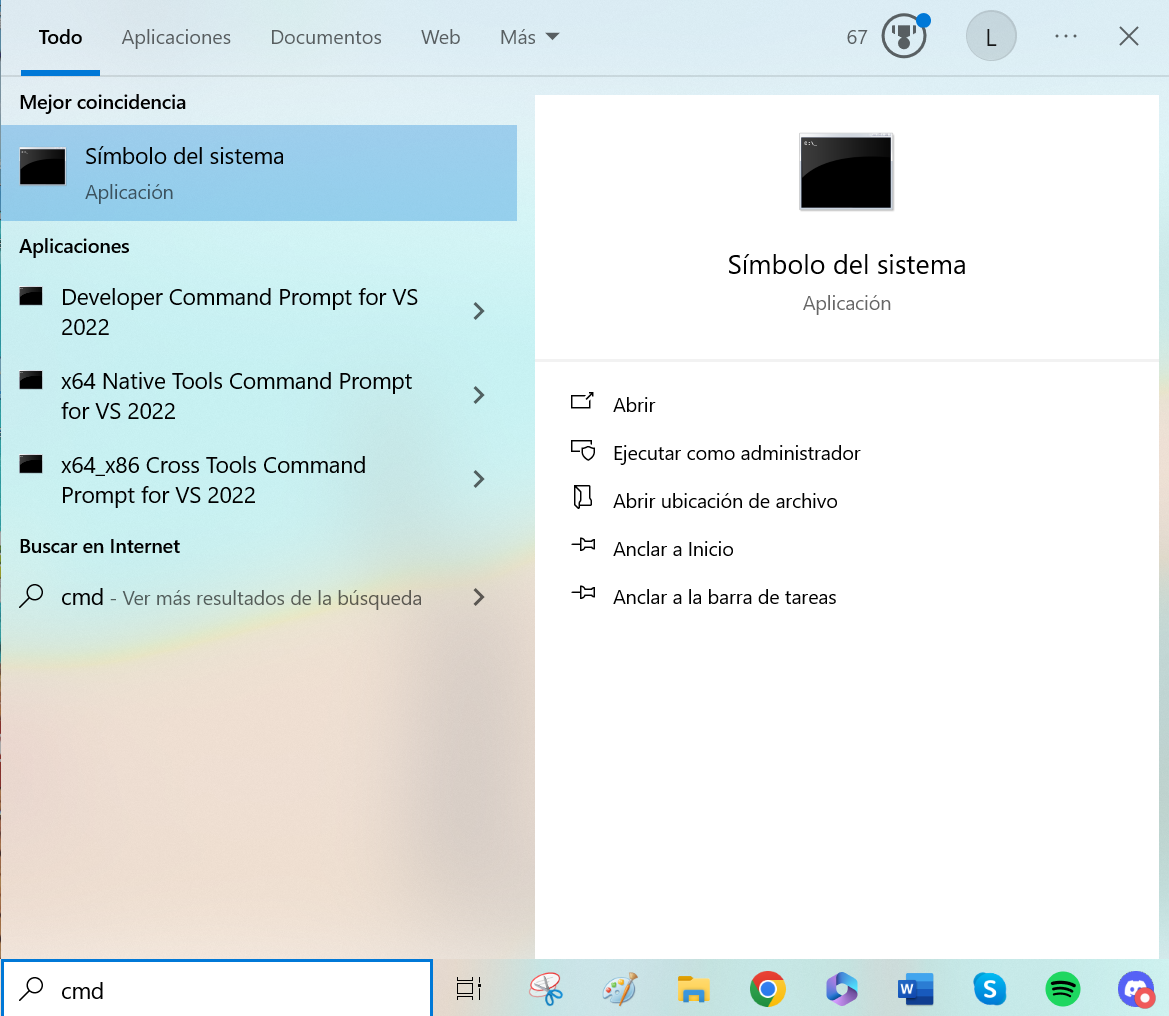 Todo Aplicaciones Documentos Web Más 67 L ...
Mejor coincidencia
Símbolo del sistema
Aplicación
Aplicaciones
Developer Command Prompt for VS
2022
x64 Native Tools Command Prompt
for VS 2022
x64_x86 Cross Tools Command
Prompt for VS 2022
Buscar en Internet
cmd - Ver más resultados de la búsqueda
C:\_
Símbolo del sistema
Aplicación
Abrir
Ejecutar como administrador
Abrir ubicación de archivo
Anclar a Inicio
Anclar a la barra de tareas
cmd
W
S